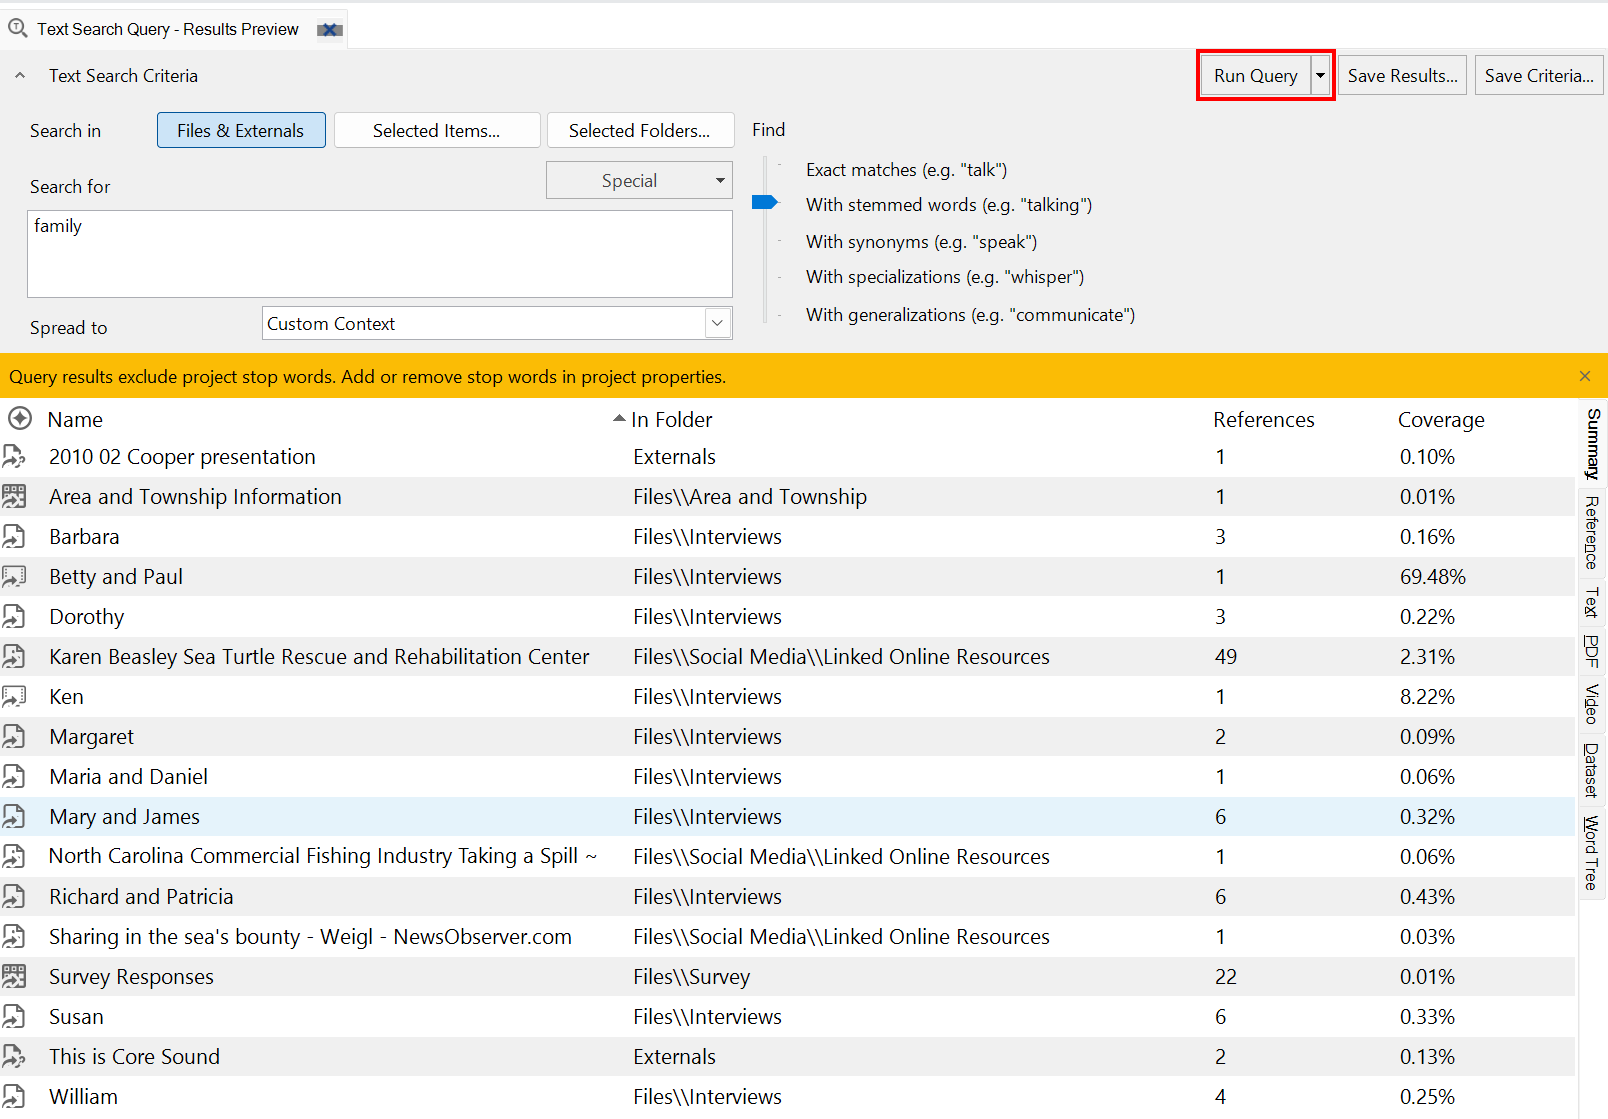 Text Search Query - Results Preview
Text Search Criteria
Run Query
Save Results...
Save Criteria...
Search in
Files & Externals
Selected Items...
Selected Folders...
Find
Search for
Special
family
Spread to
Custom Context
Exact matches (e.g. "talk")
With stemmed words (e.g. "talking")
With synonyms (e.g. "speak")
With specializations (e.g. "whisper")
With generalizations (e.g. "communicate")
Query results exclude project stop words. Add or remove stop words in project properties.
Name In Folder References Coverage
2010 02 Cooper presentation Externals 1 0.10%
Area and Township Information Files\\Area and Township 1 0.01%
Barbara Files\\Interviews 3 0.16%
Betty and Paul Files\\Interviews 1 69.48%
Dorothy Files\\Interviews 3 0.22%
Karen Beasley Sea Turtle Rescue and Rehabilitation Center Files\\Social Media\\Linked Online Resources 49 2.31%
Ken Files\\Interviews 1 8.22%
Margaret Files\\Interviews 2 0.09%
Maria and Daniel Files\\Interviews 1 0.06%
Mary and James Files\\Interviews 6 0.32%
North Carolina Commercial Fishing Industry Taking a Spill ~ Files\\Social Media\\Linked Online Resources 1 0.06%
Richard and Patricia Files\\Interviews 6 0.43%
Sharing in the sea's bounty - Weigl - NewsObserver.com Files\\Social Media\\Linked Online Resources 1 0.03%
Survey Responses Files\\Survey 22 0.01%
Susan Files\\Interviews 6 0.33%
This is Core Sound Externals 2 0.13%
William Files\\Interviews 4 0.25%
Summary
Reference
Text
PDF
Video
Dataset
Word Tree